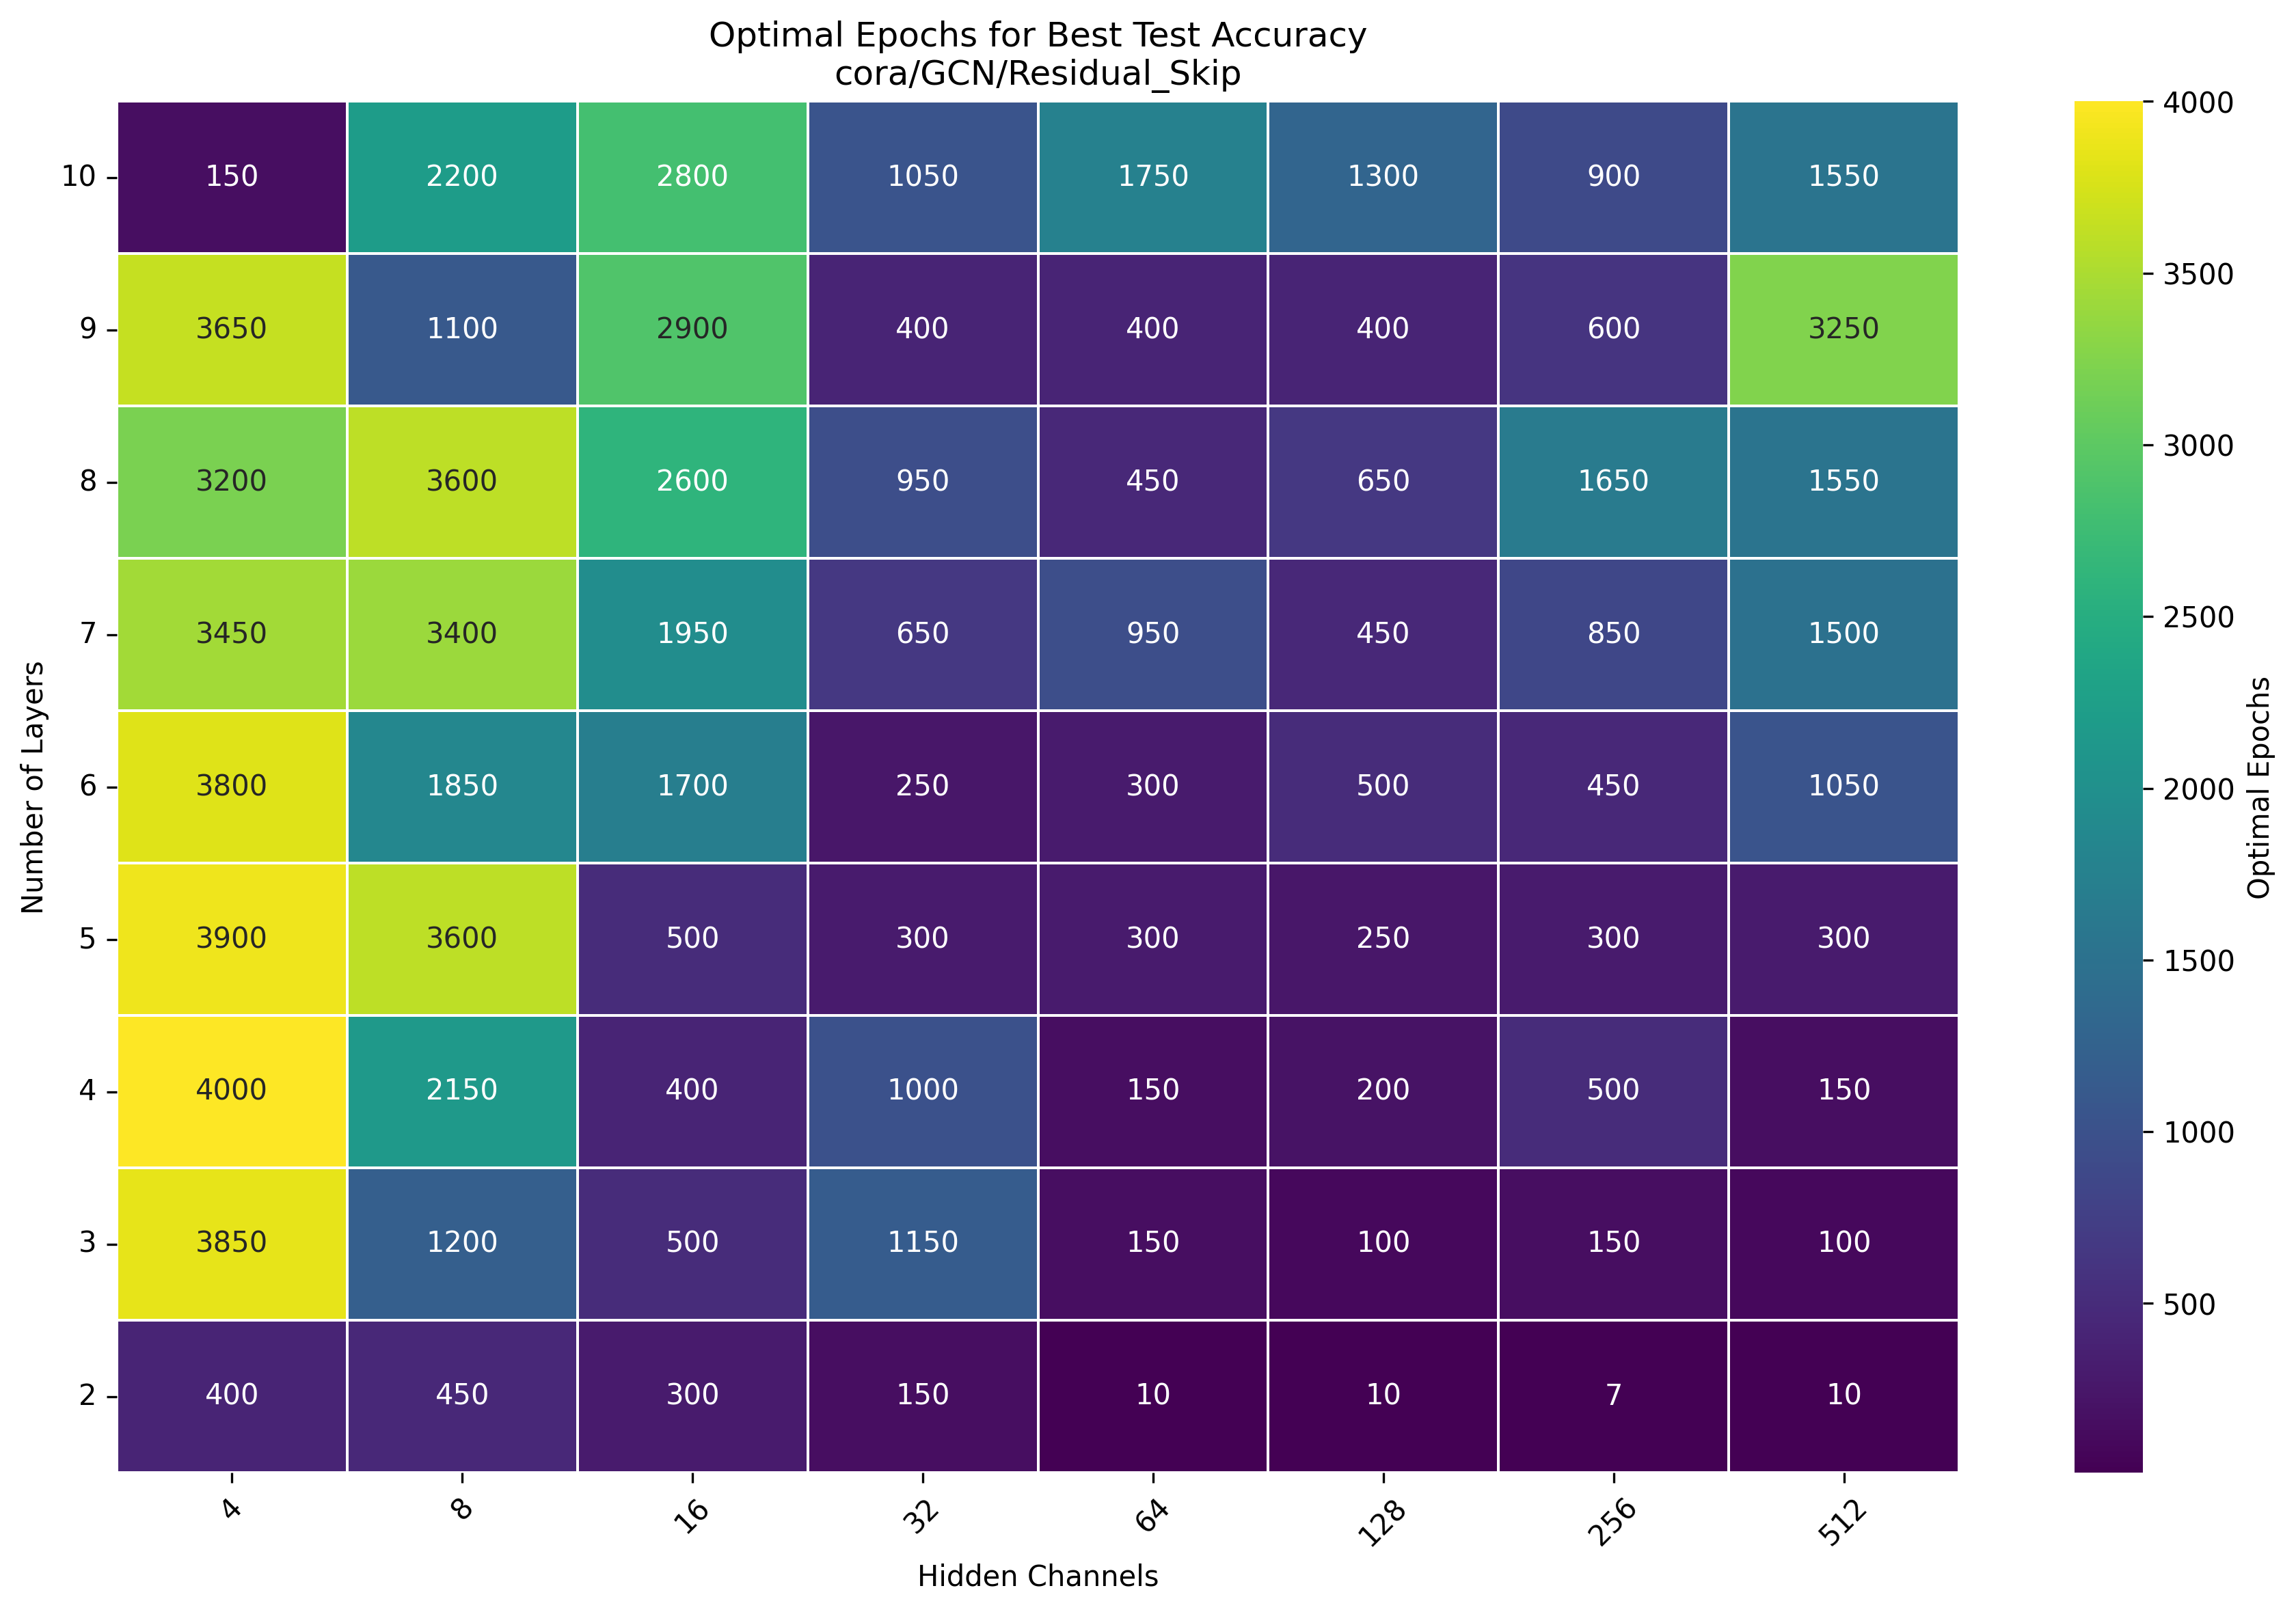 Optimal Epochs for Best Test Accuracy
cora/GCN/Residual_Skip
10 150 2200 2800 1050 1750 1300 900 1550
9 3650 1100 2900 400 400 400 600 3250
8 3200 3600 2600 950 450 650 1650 1550
7 3450 3400 1950 650 950 450 850 1500
6 3800 1850 1700 250 300 500 450 1050
5 3900 3600 500 300 300 250 300 300
4 4000 2150 400 1000 150 200 500 150
3 3850 1200 500 1150 150 100 150 100
2 400 450 300 150 10 10 7 10
4 8 16 32 64 128 256 512
Hidden Channels
Number of Layers
4000
3500
3000
2500
2000
1500
1000
500
Optimal Epochs